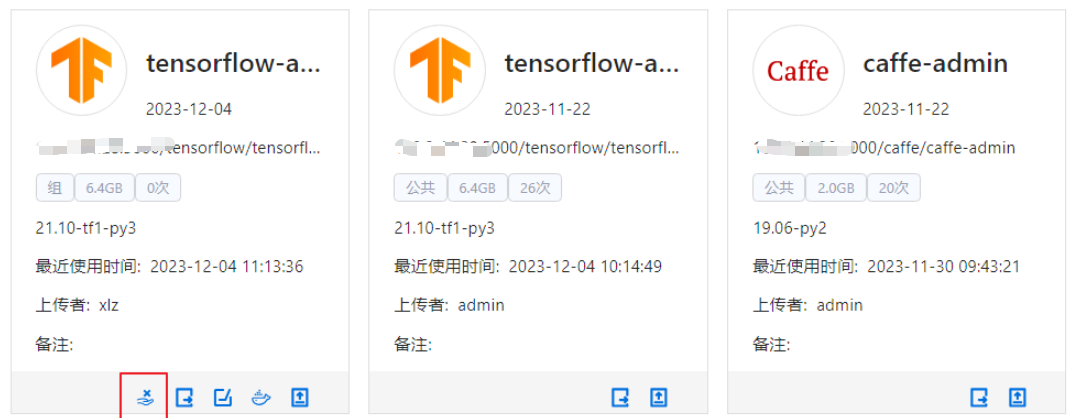 tensorflow-a...
2023-12-04
/tensorflow/tensorfl...
组 6.4GB 0次
21.10-tf1-py3
最近使用时间: 2023-12-04 11:13:36
上传者: xlz
备注:
tensorflow-a...
2023-11-22
5000/tensorflow/tensorfl...
公共 6.4GB 26次
21.10-tf1-py3
最近使用时间: 2023-12-04 10:14:49
上传者: admin
备注:
Caffe
caffe-admin
2023-11-22
000/caffe/caffe-admin
公共 2.0GB 20次
19.06-py2
最近使用时间: 2023-11-30 09:43:21
上传者: admin
备注: